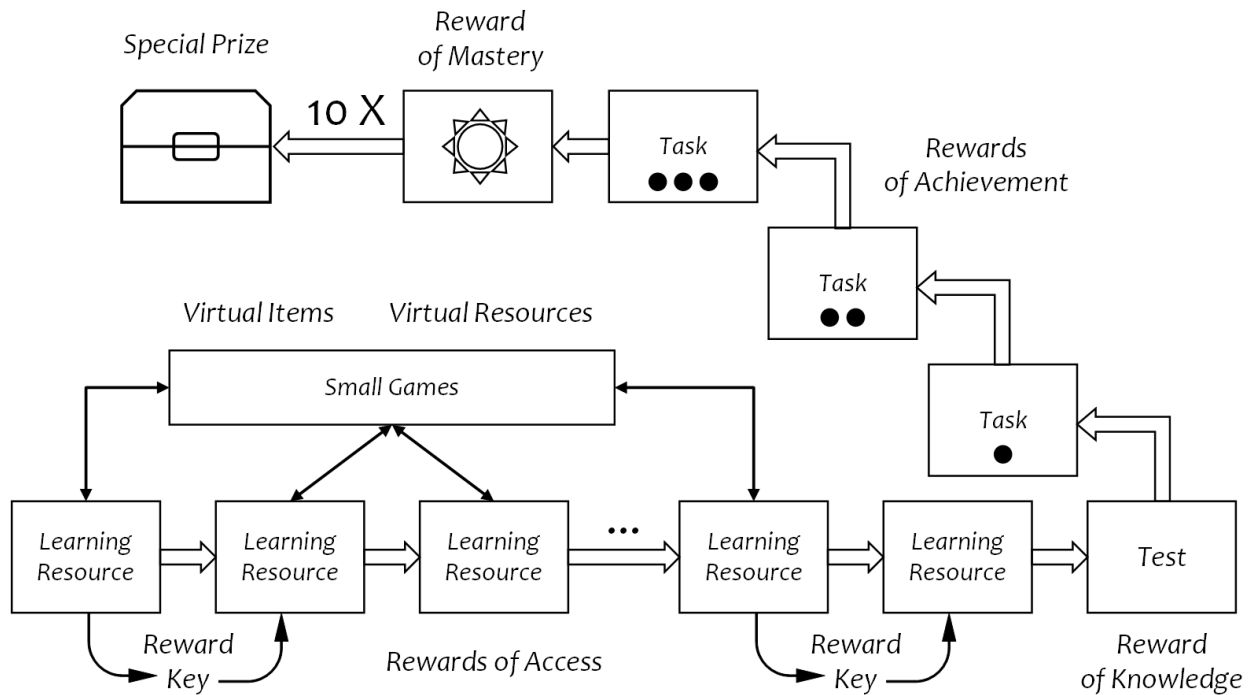 Special Prize
Reward
of Mastery
10 X
Task
Rewards
of Achievement
Task
Virtual Items
Virtual Resources
Small Games
Task
Learning
Resource
Learning
Resource
Learning
Resource
...
Learning
Resource
Learning
Resource
Test
Reward
Key
Rewards of Access
Reward
Key
Reward
of Knowledge